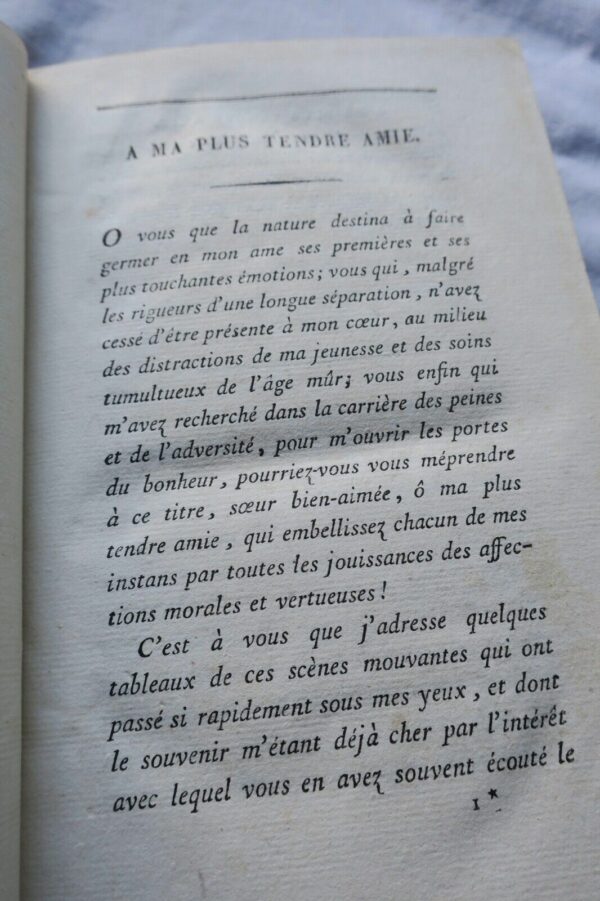 A MA PLUS TENDRE AMIE.
O vous que la nature destina à faire
germer en mon ame ses premières et ses
plus touchantes émotions; vous qui, malgré
les rigueurs d'une longue séparation, n'avez
cessé d'être présente à mon cœur, au milieu
des distractions de ma jeunesse et des soins
tumultueux de l'âge mûr; vous enfin qui
m'avez recherché dans la carrière des peines
et de l'adversité, pour m'ouvrir les portes
du bonheur, pourriez-vous vous méprendre
à ce titre, sœur bien-aimée, ô ma plus
tendre amie, qui embellissez chacun de mes
instans par toutes les jouissances des affec-
tions morales et vertueuses!
C'est à vous que j'adresse quelques
tableaux de ces scènes mouvantes qui ont
passé si rapidement sous mes yeux, et dont
le souvenir m'étant déjà cher par l'intérêt
avec lequel vous en avez souvent écouté le
1 *